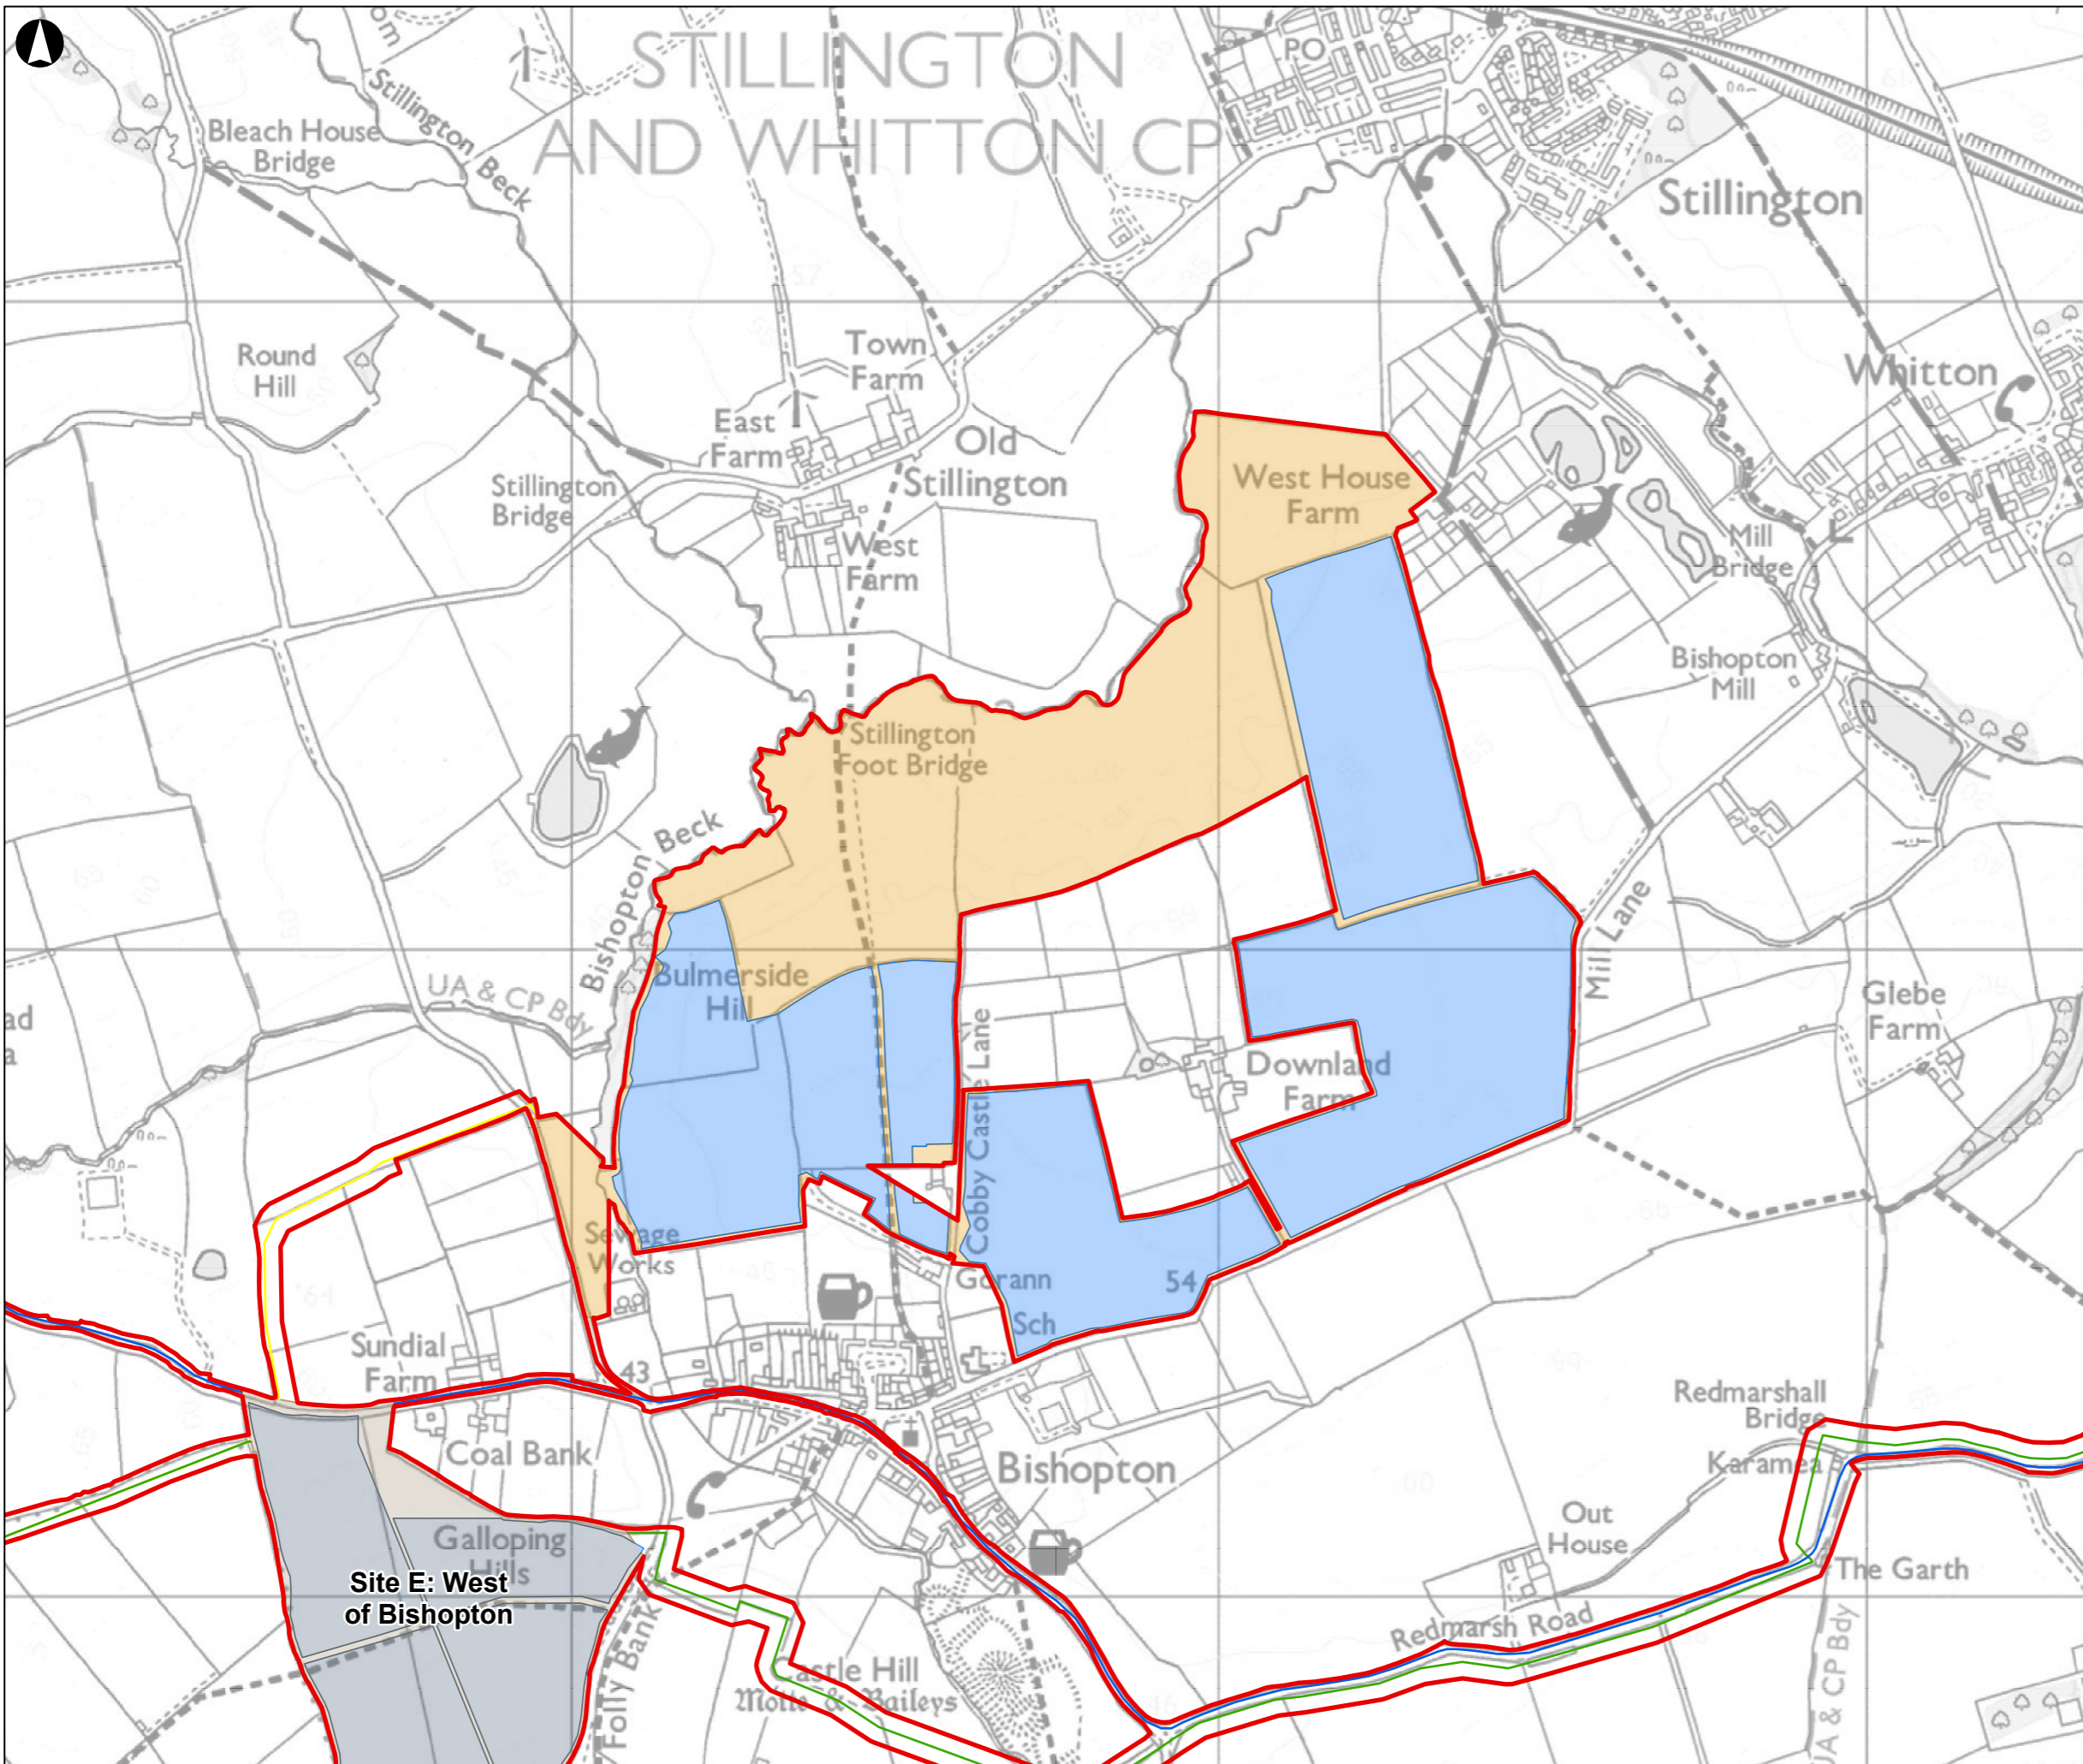 STILLINGTON
AND WHITTON CP
PO
Stillington Beck
Bleach House
Bridge
Stillington
57
Round
Hill
Town
Farm
Whitton
East
Farm
Old
Stillington
West House
Farm
Stillington
Bridge
West
Farm
Mill
Bridge
Bishopton
Mill
Stillington
Foot Bridge
Bishopton Beck
Mill Lane
Bulmerside
Hill
UA & CP Bdy
Glebe
Farm
ad
a
Cobby Castle Lane
Downland
Farm
Sewage
Works
Gorann
54
Sch
64
Sundial
Farm
43
Redmarshall
Bridge
Karamea
Coal Bank
Bishopton
Out
House
Galloping
Hills
Site E: West
of Bishopton
The Garth
Redmarsh Road
Folly Bank
Castle Hill
Motte & Baileys
46
UA & CP Bdy